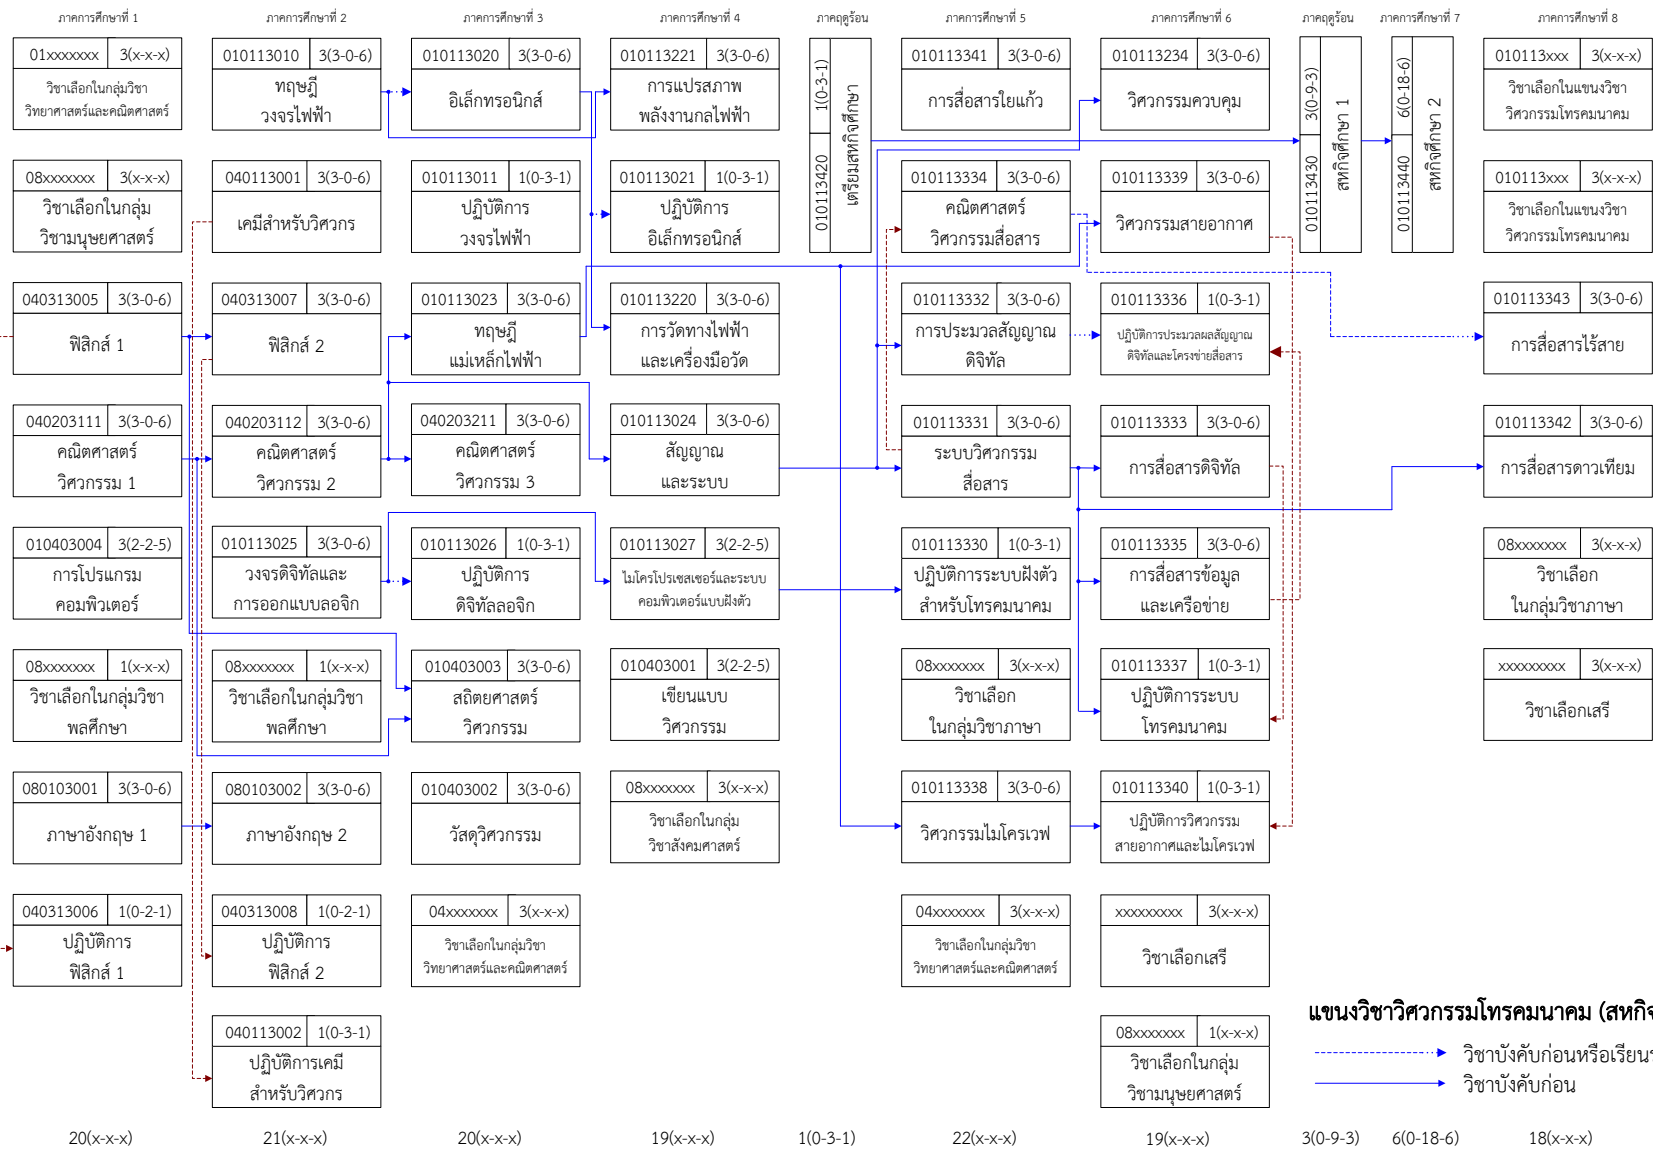 ภาคการศึกษาที่ 1
ภาคการศึกษาที่ 2
ภาคการศึกษาที่ 3
ภาคการศึกษาที่ 4
ภาคฤดูร้อน
ภาคการศึกษาที่ 5
ภาคการศึกษาที่ 6
ภาคฤดูร้อน
ภาคการศึกษาที่ 7
ภาคการศึกษาที่ 8
01xxxxxxx 3(x-x-x)
วิชาเลือกในกลุ่มวิชา
วิทยาศาสตร์และคณิตศาสตร์
08xxxxxxx 3(x-x-x)
วิชาเลือกในกลุ่ม
วิชามนุษยศาสตร์
040313005 3(3-0-6)
ฟิสิกส์ 1
040203111 3(3-0-6)
คณิตศาสตร์
วิศวกรรม 1
010403004 3(2-2-5)
การโปรแกรม
คอมพิวเตอร์
08xxxxxxx 1(x-x-x)
วิชาเลือกในกลุ่มวิชา
พลศึกษา
080103001 3(3-0-6)
ภาษาอังกฤษ 1
040313006 1(0-2-1)
ปฏิบัติการ
ฟิสิกส์ 1
20(x-x-x)
010113010 3(3-0-6)
ทฤษฎี
วงจรไฟฟ้า
040113001 3(3-0-6)
เคมีสำหรับวิศวกร
040313007 3(3-0-6)
ฟิสิกส์ 2
040203112 3(3-0-6)
คณิตศาสตร์
วิศวกรรม 2
010113025 3(3-0-6)
วงจรดิจิทัลและ
การออกแบบลอจิก
08xxxxxxx 1(x-x-x)
วิชาเลือกในกลุ่มวิชา
พลศึกษา
080103002 3(3-0-6)
ภาษาอังกฤษ 2
040313008 1(0-2-1)
ปฏิบัติการ
ฟิสิกส์ 2
040113002 1(0-3-1)
ปฏิบัติการเคมี
สำหรับวิศวกร
21(x-x-x)
010113020 3(3-0-6)
อิเล็กทรอนิกส์
010113011 1(0-3-1)
ปฏิบัติการ
วงจรไฟฟ้า
010113023 3(3-0-6)
ทฤษฎี
แม่เหล็กไฟฟ้า
040203211 3(3-0-6)
คณิตศาสตร์
วิศวกรรม 3
010113026 1(0-3-1)
ปฏิบัติการ
ดิจิทัลลอจิก
010403003 3(3-0-6)
สถิตยศาสตร์
วิศวกรรม
010403002 3(3-0-6)
วัสดุวิศวกรรม
04xxxxxxx 3(x-x-x)
วิชาเลือกในกลุ่มวิชา
วิทยาศาสตร์และคณิตศาสตร์
20(x-x-x)
010113221 3(3-0-6)
การแปรสภาพ
พลังงานกลไฟฟ้า
010113021 1(0-3-1)
ปฏิบัติการ
อิเล็กทรอนิกส์
010113220 3(3-0-6)
การวัดทางไฟฟ้า
และเครื่องมือวัด
010113024 3(3-0-6)
สัญญาณ
และระบบ
010113027 3(2-2-5)
ไมโครโปรเซสเซอร์และระบบ
คอมพิวเตอร์แบบฝังตัว
010403001 3(2-2-5)
เขียนแบบ
วิศวกรรม
08xxxxxxx 3(x-x-x)
วิชาเลือกในกลุ่ม
วิชาสังคมศาสตร์
19(x-x-x)
010113420 1(0-3-1)
เตรียมสหกิจศึกษา
1(0-3-1)
010113341 3(3-0-6)
การสื่อสารใยแก้ว
010113334 3(3-0-6)
คณิตศาสตร์
วิศวกรรมสื่อสาร
010113332 3(3-0-6)
การประมวลสัญญาณ
ดิจิทัล
010113331 3(3-0-6)
ระบบวิศวกรรม
สื่อสาร
010113330 1(0-3-1)
ปฏิบัติการระบบฝังตัว
สำหรับโทรคมนาคม
08xxxxxxx 3(x-x-x)
วิชาเลือก
ในกลุ่มวิชาภาษา
010113338 3(3-0-6)
วิศวกรรมไมโครเวฟ
04xxxxxxx 3(x-x-x)
วิชาเลือกในกลุ่มวิชา
วิทยาศาสตร์และคณิตศาสตร์
22(x-x-x)
010113234 3(3-0-6)
วิศวกรรมควบคุม
010113339 3(3-0-6)
วิศวกรรมสายอากาศ
010113336 1(0-3-1)
ปฏิบัติการประมวลผลสัญญาณ
ดิจิทัลและโครงข่ายสื่อสาร
010113333 3(3-0-6)
การสื่อสารดิจิทัล
010113335 3(3-0-6)
การสื่อสารข้อมูล
และเครือข่าย
010113337 1(0-3-1)
ปฏิบัติการระบบ
โทรคมนาคม
010113340 1(0-3-1)
ปฏิบัติการวิศวกรรม
สายอากาศและไมโครเวฟ
xxxxxxxxx 3(x-x-x)
วิชาเลือกเสรี
08xxxxxxx 1(x-x-x)
วิชาเลือกในกลุ่ม
วิชามนุษยศาสตร์
19(x-x-x)
010113430 3(0-9-3)
สหกิจศึกษา 1
3(0-9-3)
010113440 6(0-18-6)
สหกิจศึกษา 2
6(0-18-6)
010113xxx 3(x-x-x)
วิชาเลือกในแขนงวิชา
วิศวกรรมโทรคมนาคม
010113xxx 3(x-x-x)
วิชาเลือกในแขนงวิชา
วิศวกรรมโทรคมนาคม
010113343 3(3-0-6)
การสื่อสารไร้สาย
010113342 3(3-0-6)
การสื่อสารดาวเทียม
08xxxxxxx 3(x-x-x)
วิชาเลือก
ในกลุ่มวิชาภาษา
xxxxxxxxx 3(x-x-x)
วิชาเลือกเสรี
18(x-x-x)
แขนงวิชาวิศวกรรมโทรคมนาคม (สหกิจ
วิชาบังคับก่อนหรือเรียน
วิชาบังคับก่อน